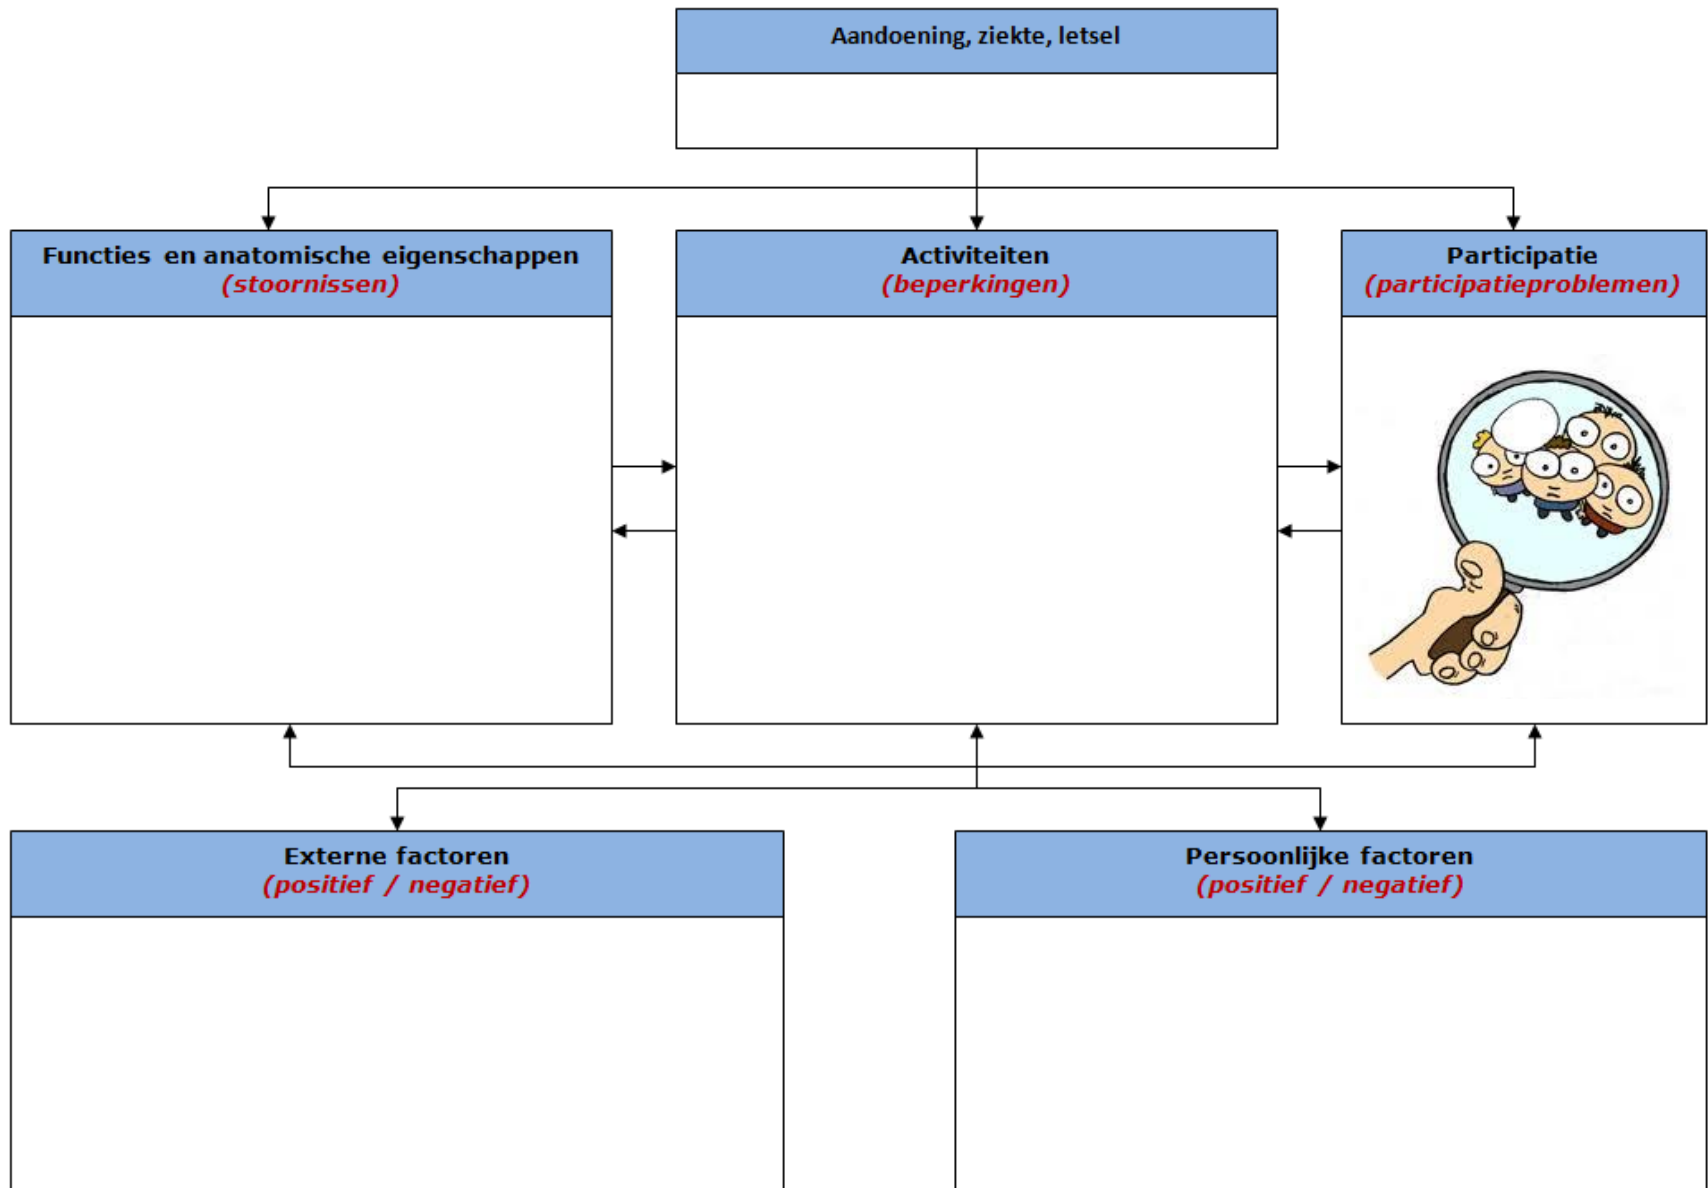 Aandoening, ziekte, letsel
Functies en anatomische eigenschappen
(stoornissen)
Activiteiten
(beperkingen)
Participatie
(participatieproblemen)
Externe factoren
(positief / negatief)
Persoonlijke factoren
(positief / negatief)